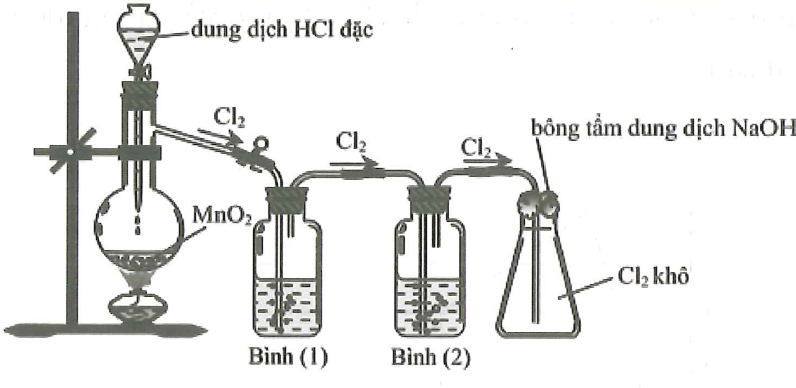 dung dịch HCl đặc
Cl₂
Cl₂
Cl₂
bông tẩm dung dịch NaOH
MnO₂
Cl₂ khô
Bình (1)
Bình (2)